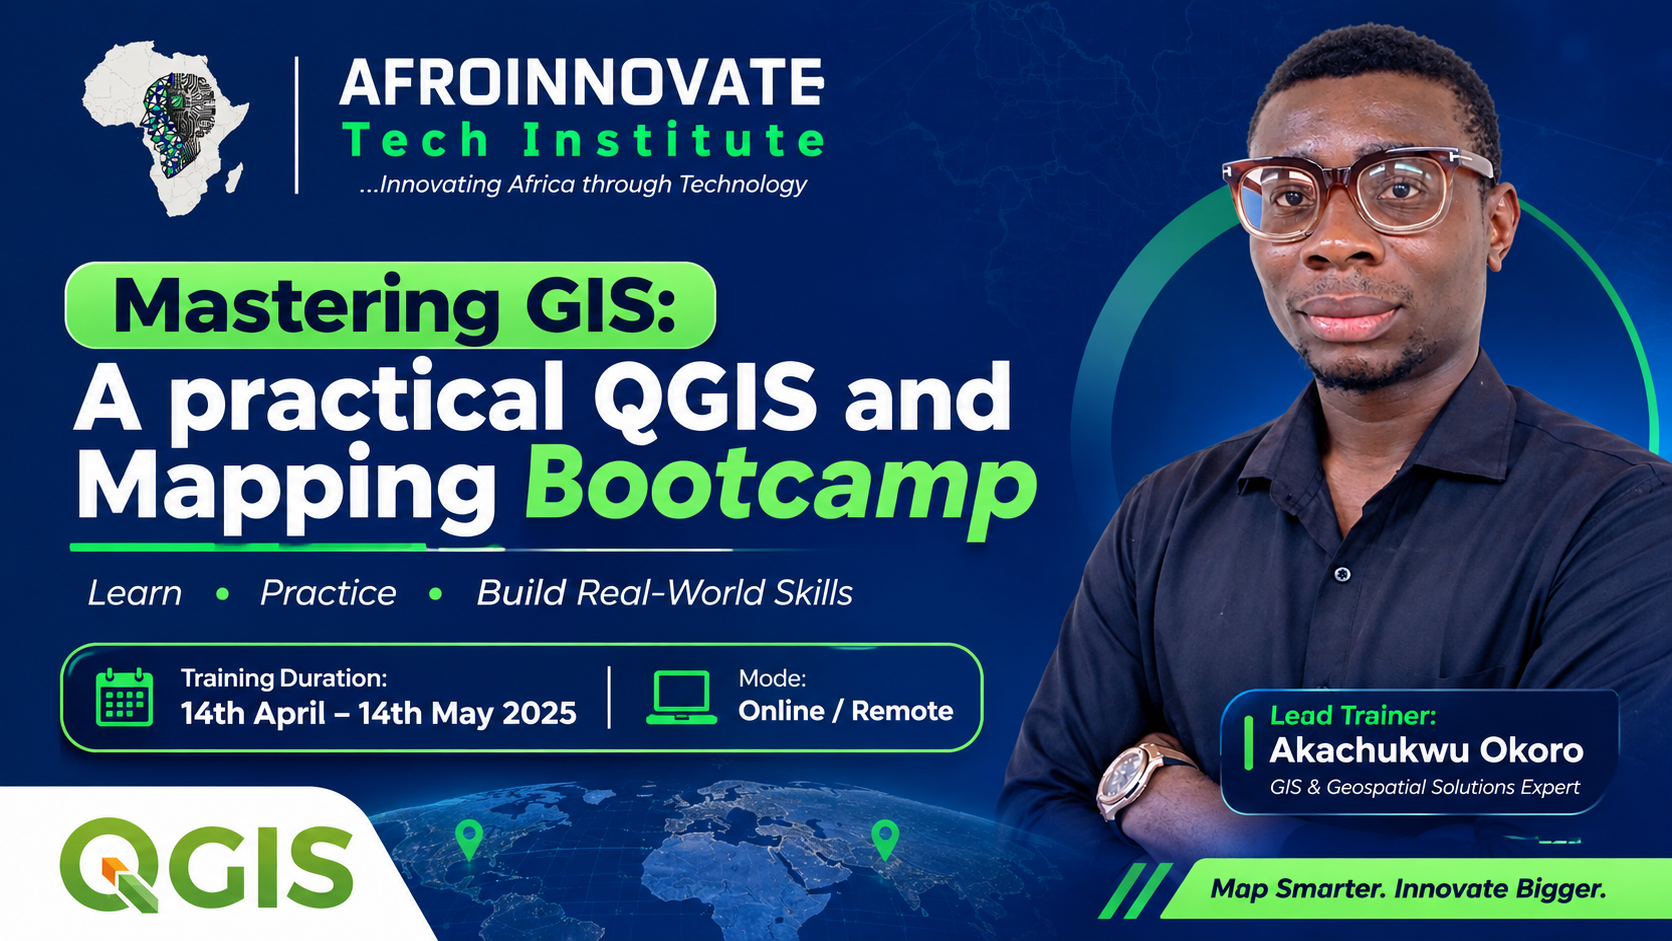 AFROINNOVATE
Tech Institute
...Innovating Africa through Technology
Mastering GIS:
A practical QGIS and
Mapping Bootcamp
Learn • Practice • Build Real-World Skills
Training Duration:
14th April – 14th May 2025
Mode:
Online / Remote
Lead Trainer:
Akachukwu Okoro
GIS & Geospatial Solutions Expert
QGIS
Map Smarter. Innovate Bigger.